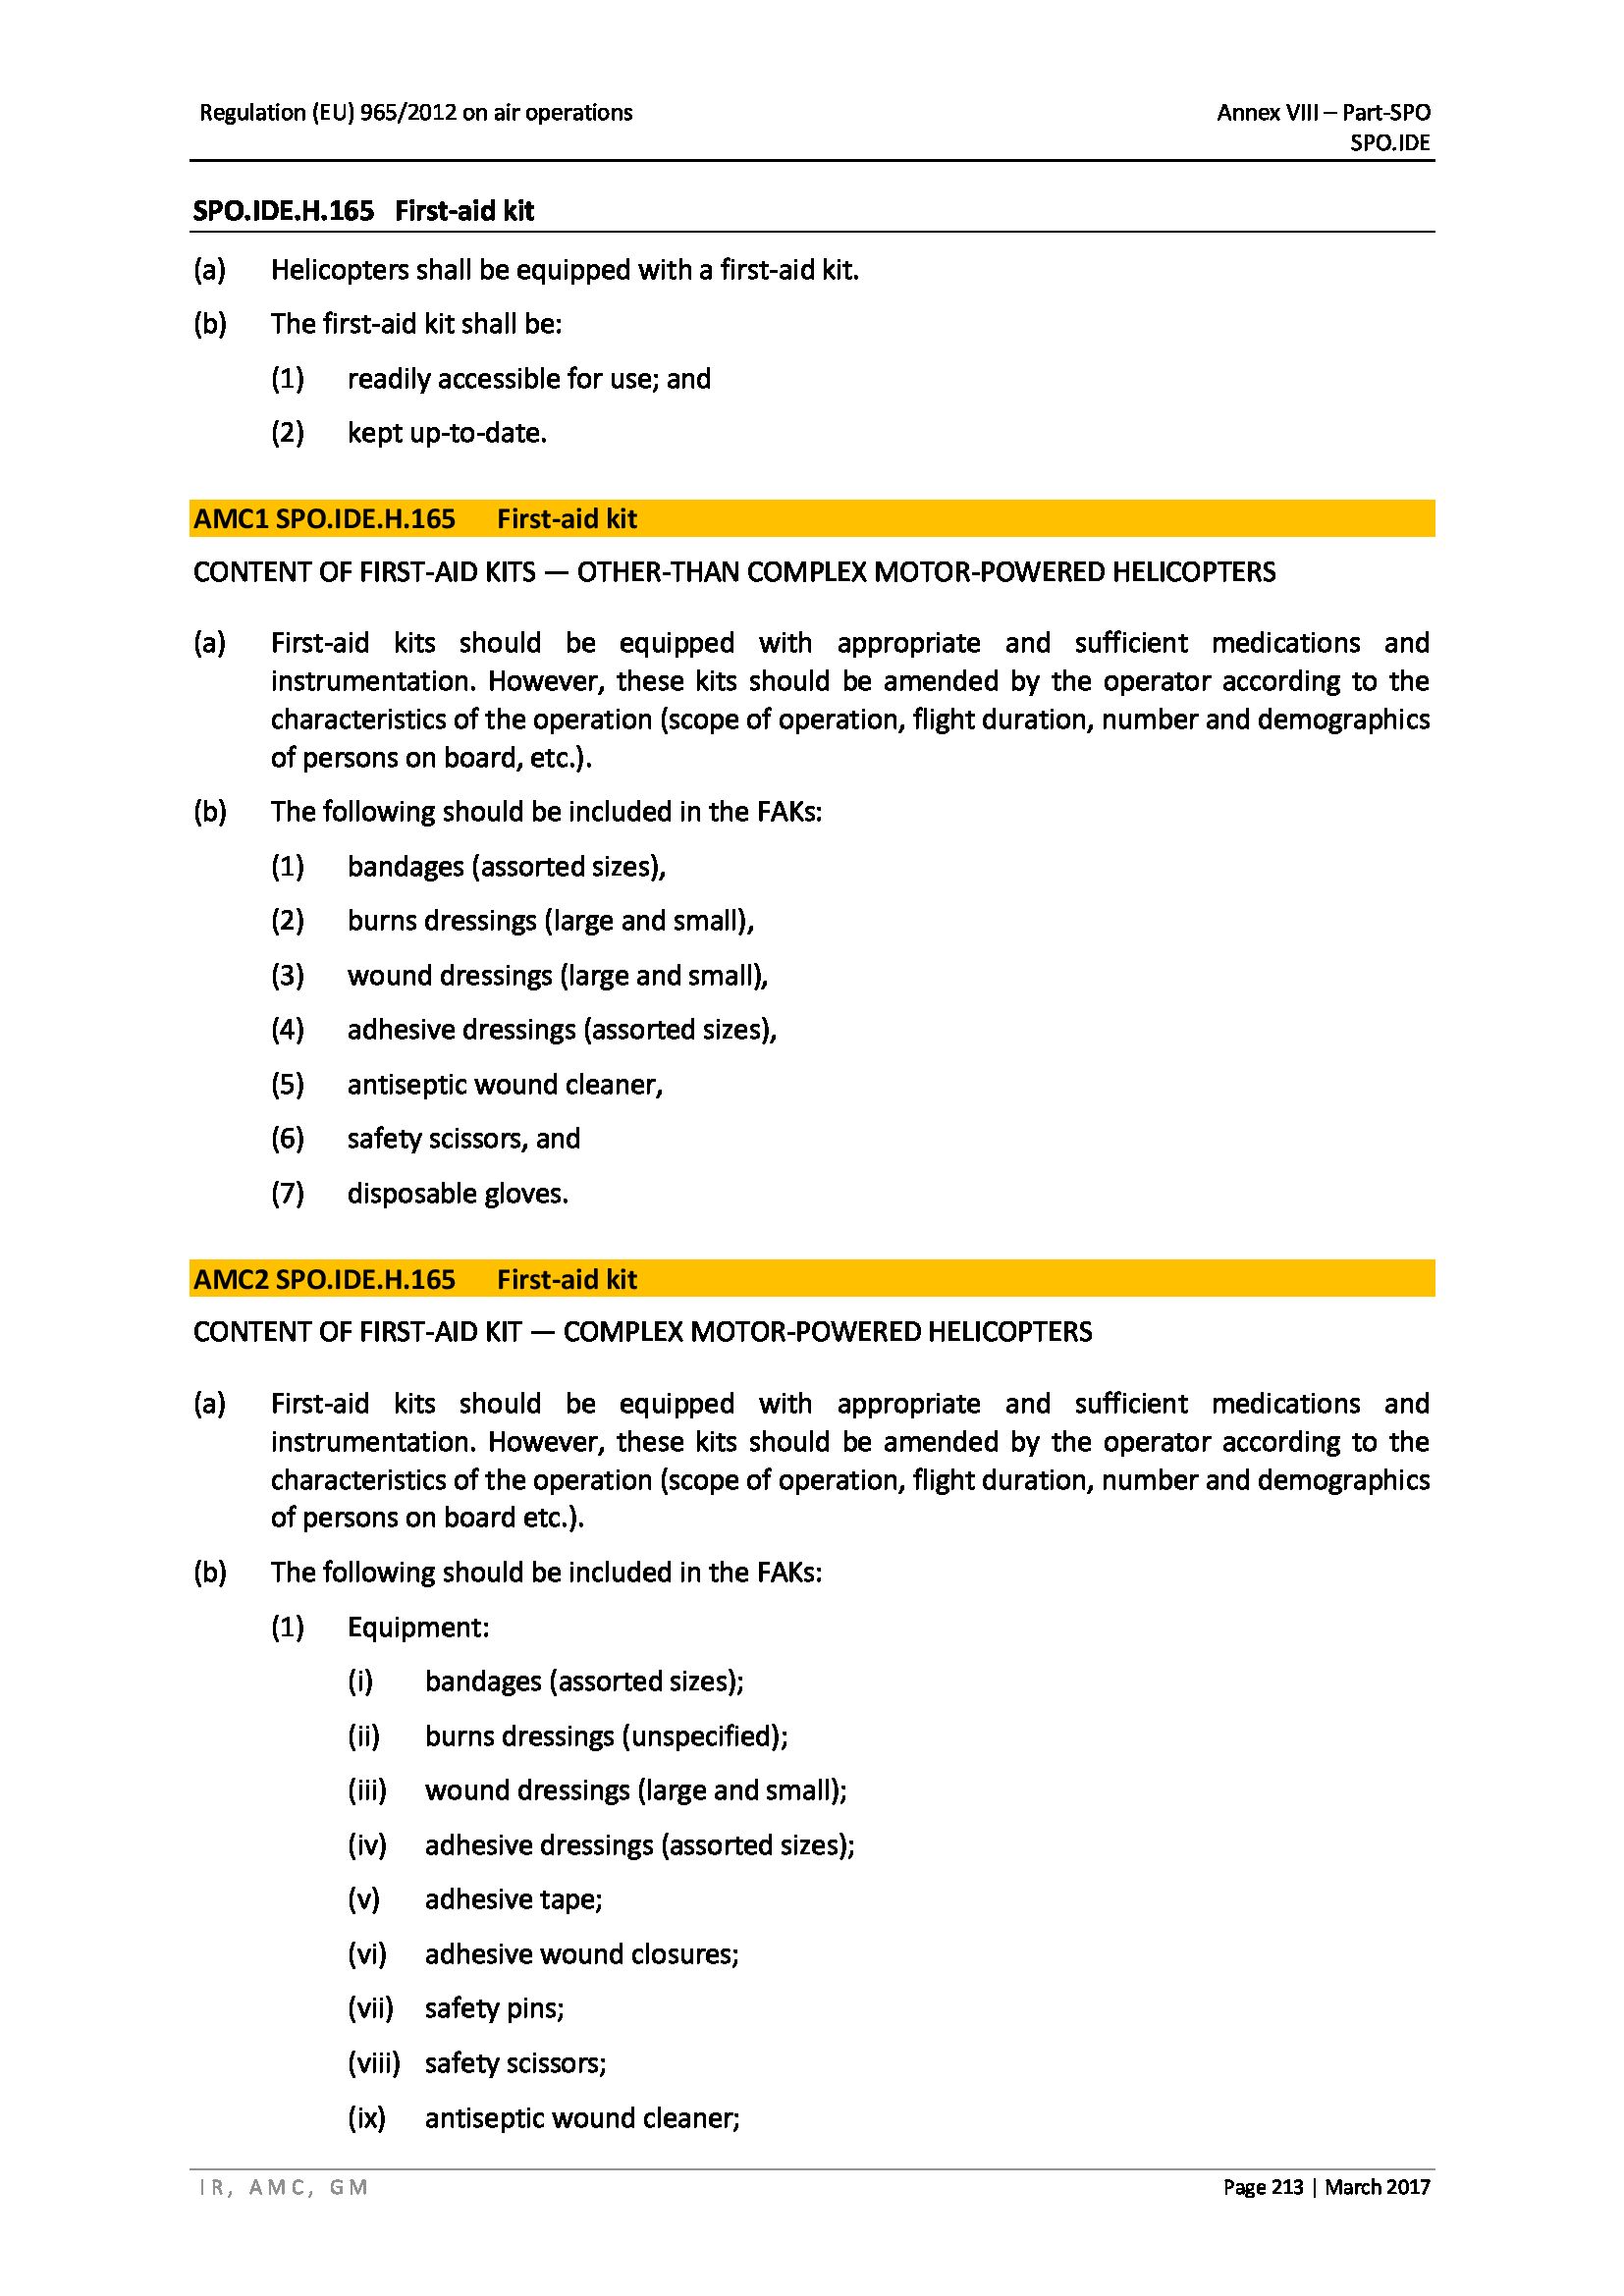 Regulation (EU) 965/2012 on air operations
Annex VIII – Part-SPO
SPO.IDE
SPO.IDE.H.165 First-aid kit
(a) Helicopters shall be equipped with a first-aid kit.
(b) The first-aid kit shall be:
(1) readily accessible for use; and
(2) kept up-to-date.
AMC1 SPO.IDE.H.165 First-aid kit
CONTENT OF FIRST-AID KITS — OTHER-THAN COMPLEX MOTOR-POWERED HELICOPTERS
(a) First-aid kits should be equipped with appropriate and sufficient medications and
instrumentation. However, these kits should be amended by the operator according to the
characteristics of the operation (scope of operation, flight duration, number and demographics
of persons on board, etc.).
(b) The following should be included in the FAKs:
(1) bandages (assorted sizes),
(2) burns dressings (large and small),
(3) wound dressings (large and small),
(4) adhesive dressings (assorted sizes),
(5) antiseptic wound cleaner,
(6) safety scissors, and
(7) disposable gloves.
AMC2 SPO.IDE.H.165 First-aid kit
CONTENT OF FIRST-AID KIT — COMPLEX MOTOR-POWERED HELICOPTERS
(a) First-aid kits should be equipped with appropriate and sufficient medications and
instrumentation. However, these kits should be amended by the operator according to the
characteristics of the operation (scope of operation, flight duration, number and demographics
of persons on board etc.).
(b) The following should be included in the FAKs:
(1) Equipment:
(i) bandages (assorted sizes);
(ii) burns dressings (unspecified);
(iii) wound dressings (large and small);
(iv) adhesive dressings (assorted sizes);
(v) adhesive tape;
(vi) adhesive wound closures;
(vii) safety pins;
(viii) safety scissors;
(ix) antiseptic wound cleaner;
IR, AMC, GM
Page 213 | March 2017